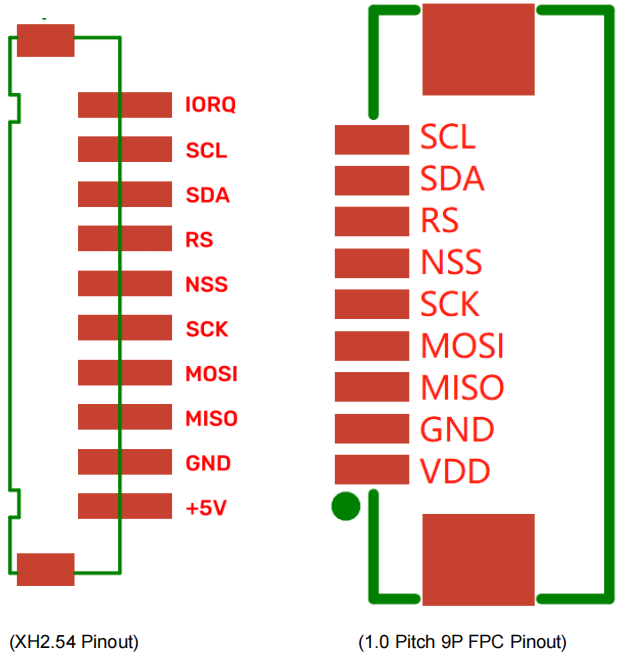 IORQ
SCL
SDA
RS
NSS
SCK
MOSI
MISO
GND
+5V
(XH2.54 Pinout)
SCL
SDA
RS
NSS
SCK
MOSI
MISO
GND
VDD
(1.0 Pitch 9P FPC Pinout)